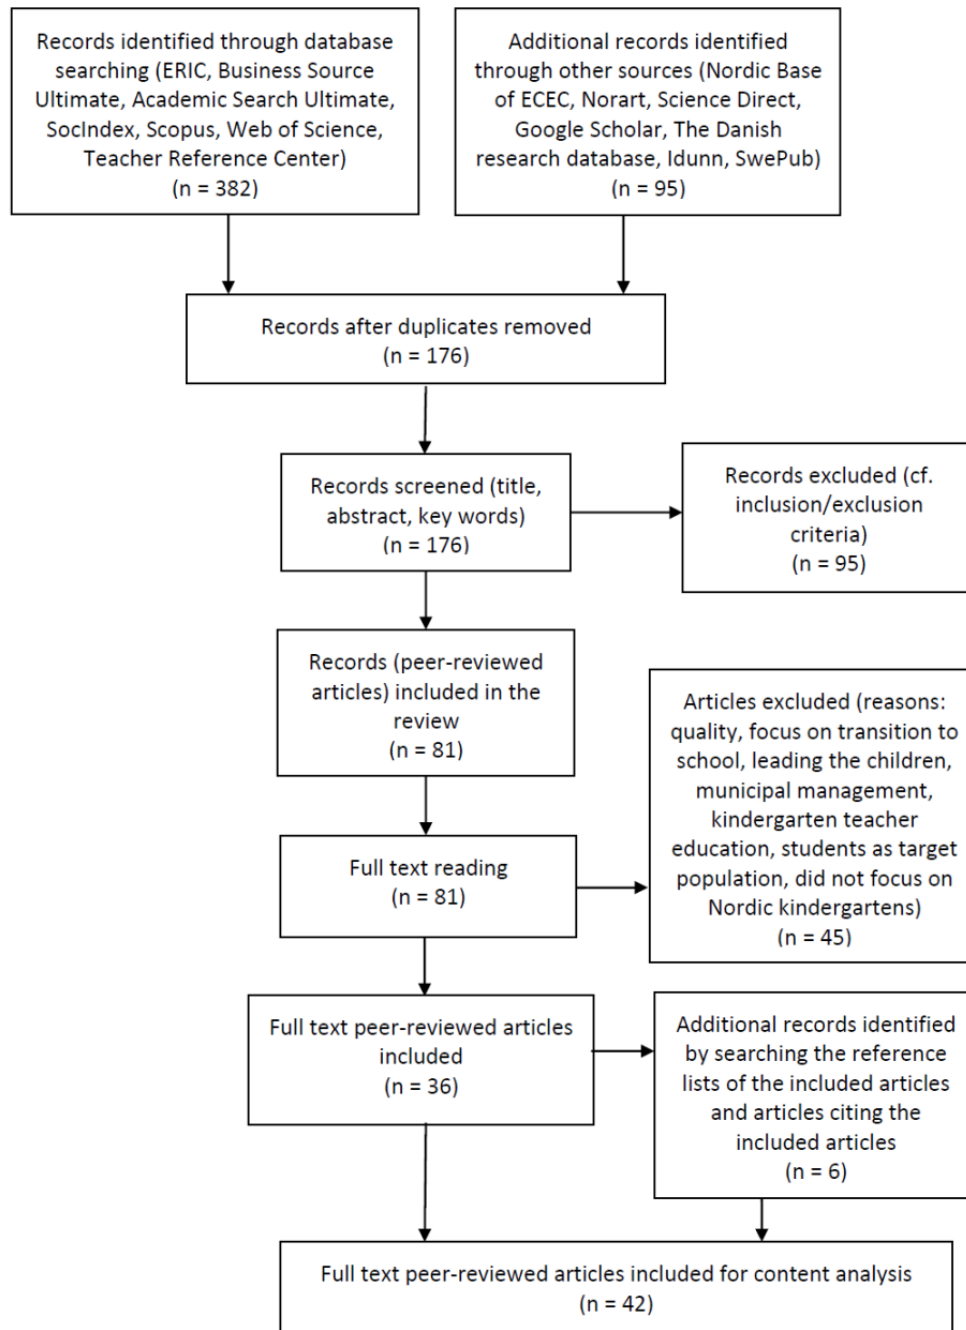 Records identified through database
searching (ERIC, Business Source
Ultimate, Academic Search Ultimate,
SocIndex, Scopus, Web of Science,
Teacher Reference Center)
(n = 382)
Additional records identified
through other sources (Nordic Base
of ECEC, Norart, Science Direct,
Google Scholar, The Danish
research database, Idunn, SwePub)
(n = 95)
Records after duplicates removed
(n = 176)
Records screened (title,
abstract, key words)
(n = 176)
Records excluded (cf.
inclusion/exclusion
criteria)
(n = 95)
Records (peer-reviewed
articles) included in the
review
(n = 81)
Full text reading
(n = 81)
Articles excluded (reasons:
quality, focus on transition to
school, leading the children,
municipal management,
kindergarten teacher
education, students as target
population, did not focus on
Nordic kindergartens)
(n = 45)
Full text peer-reviewed articles
included
(n = 36)
Additional records identified
by searching the reference
lists of the included articles
and articles citing the
included articles
(n = 6)
Full text peer-reviewed articles included for content analysis
(n = 42)